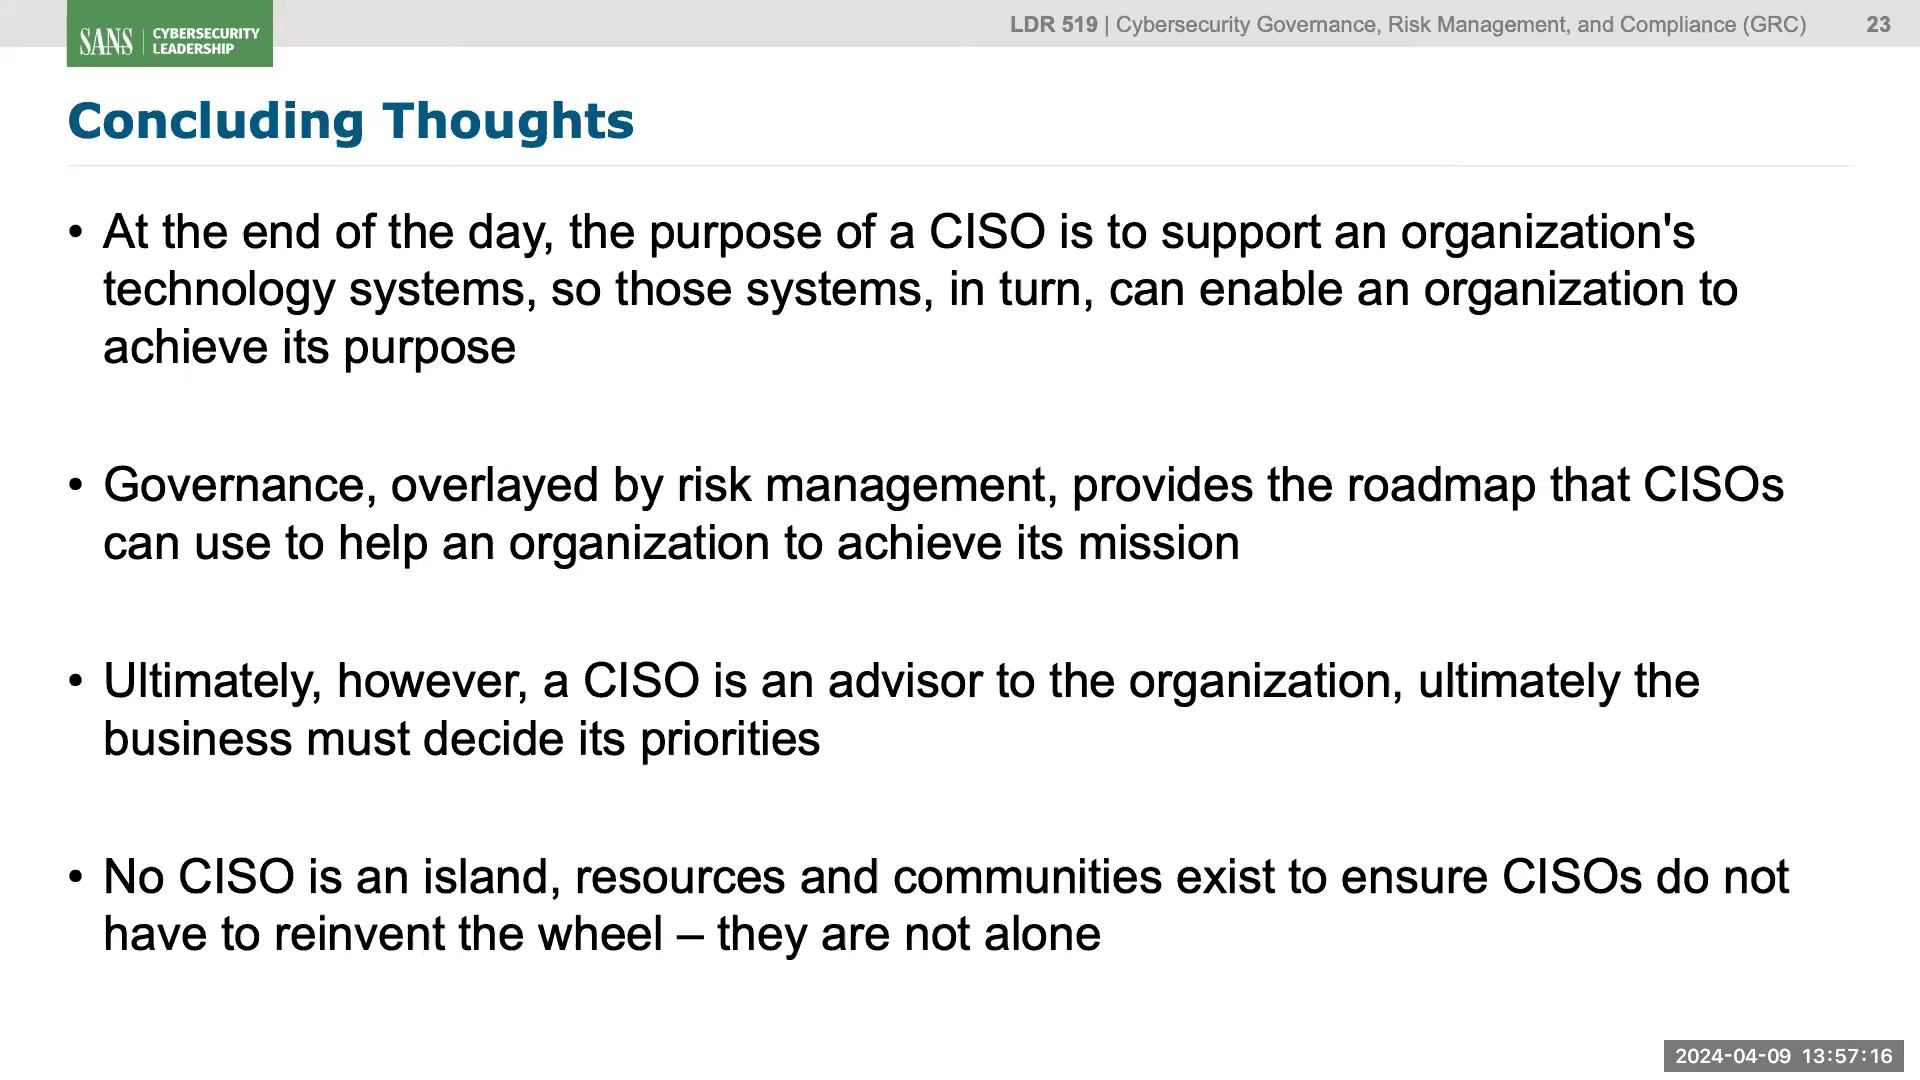 SANS | CYBERSECURITY
LEADERSHIP
LDR 519 | Cybersecurity Governance, Risk Management, and Compliance (GRC) 23
Concluding Thoughts
• At the end of the day, the purpose of a CISO is to support an organization's
technology systems, so those systems, in turn, can enable an organization to
achieve its purpose
• Governance, overlayed by risk management, provides the roadmap that CISOs
can use to help an organization to achieve its mission
• Ultimately, however, a CISO is an advisor to the organization, ultimately the
business must decide its priorities
• No CISO is an island, resources and communities exist to ensure CISOs do not
have to reinvent the wheel – they are not alone
2024-04-09 13:57:16